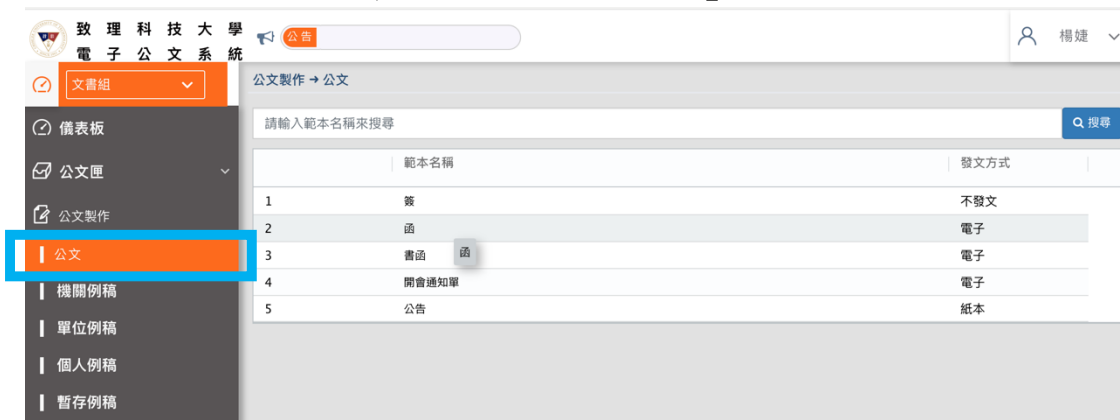 致理科技大學
電子公文系統
公告
楊婕
文書組
公文製作 → 公文
儀表板
請輸入範本名稱來搜尋
搜尋
公文匣
範本名稱 發文方式
1 簽 不發文
公文製作
2 函 電子
公文
3 書函 電子
函
4 開會通知單 電子
機關例稿
5 公告 紙本
單位例稿
個人例稿
暫存例稿